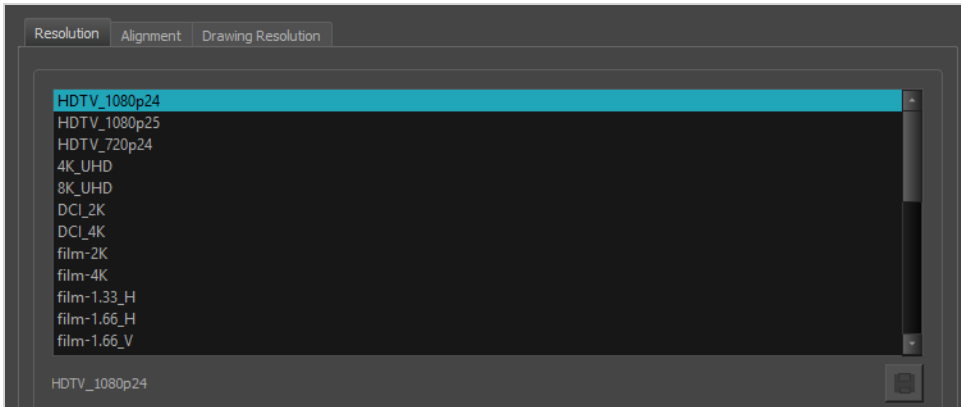 Resolution Alignment Drawing Resolution
HDTV_1080p24
HDTV_1080p25
HDTV_720p24
4K_UHD
8K_UHD
DCI_2K
DCI_4K
film-2K
film-4K
film-1.33_H
film-1.66_H
film-1.66_V
HDTV_1080p24